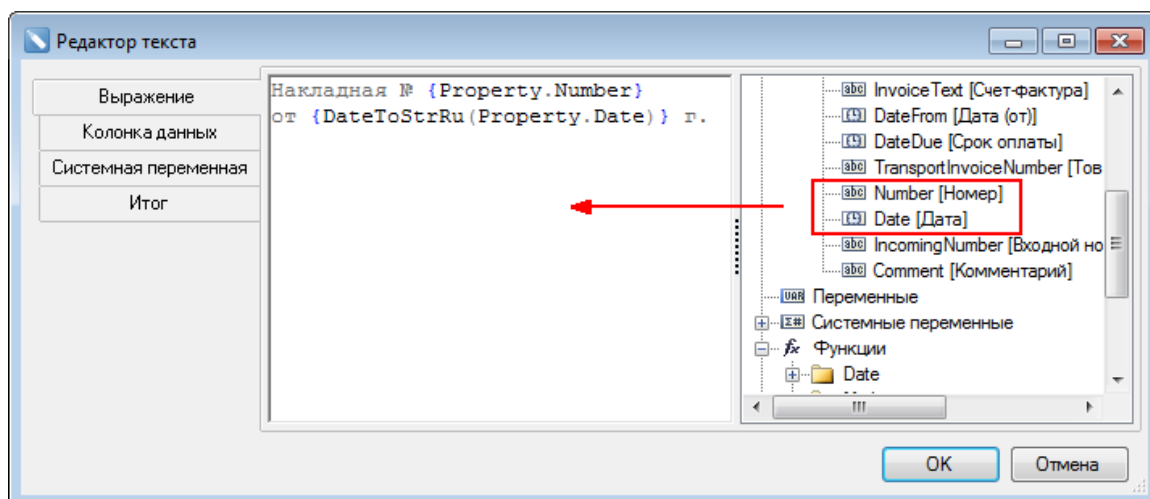 Редактор текста
Выражение
Колонка данных
Системная переменная
Итог
Накладная № {Property.Number}
от {DateToStrRu(Property.Date)} г.
InvoiceText [Счет-фактура]
DateFrom [Дата (от)]
DateDue [Срок оплаты]
TransportInvoiceNumber [Тов
Number [Номер]
Date [Дата]
IncomingNumber [Входной но
Comment [Комментарий]
Переменные
Системные переменные
Функции
Date
OK
Отмена